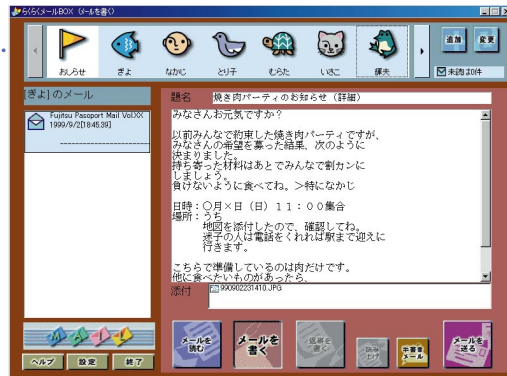 らくらくメールBOX (メールを書く)
おしらせ
ぎょ
なかじ
とり子
むらた
いさこ
輝夫
追加
変更
未読は0件
[ぎょ]のメール
Fujitsu Pasoport Mail Vol.XX
1999/9/2[18:45:39]
題名 焼き肉パーティのお知らせ(詳細)
みなさんお元気ですか?
以前みんなで約束した焼き肉パーティですが、
みなさんの希望を募った結果、次のように
決まりました。
持ち寄った材料はあとでみんなで割カンに
しましょう。
負けないように食べてね。>特になかじ
日時:〇月×日(日)11:00集合
場所:うち
地図を添付したので、確認してね。
迷子の人は電話をくれれば駅まで迎えに
行きます。
こちらで準備しているのは肉だけです。
他に食べたいものがあったら、
添付 990902231410.JPG
MAIL
ヘルプ
設定
終了
メールを
読む
メールを
書く
返事を
書く
読み
上げ
手書き
メール
メールを
送る